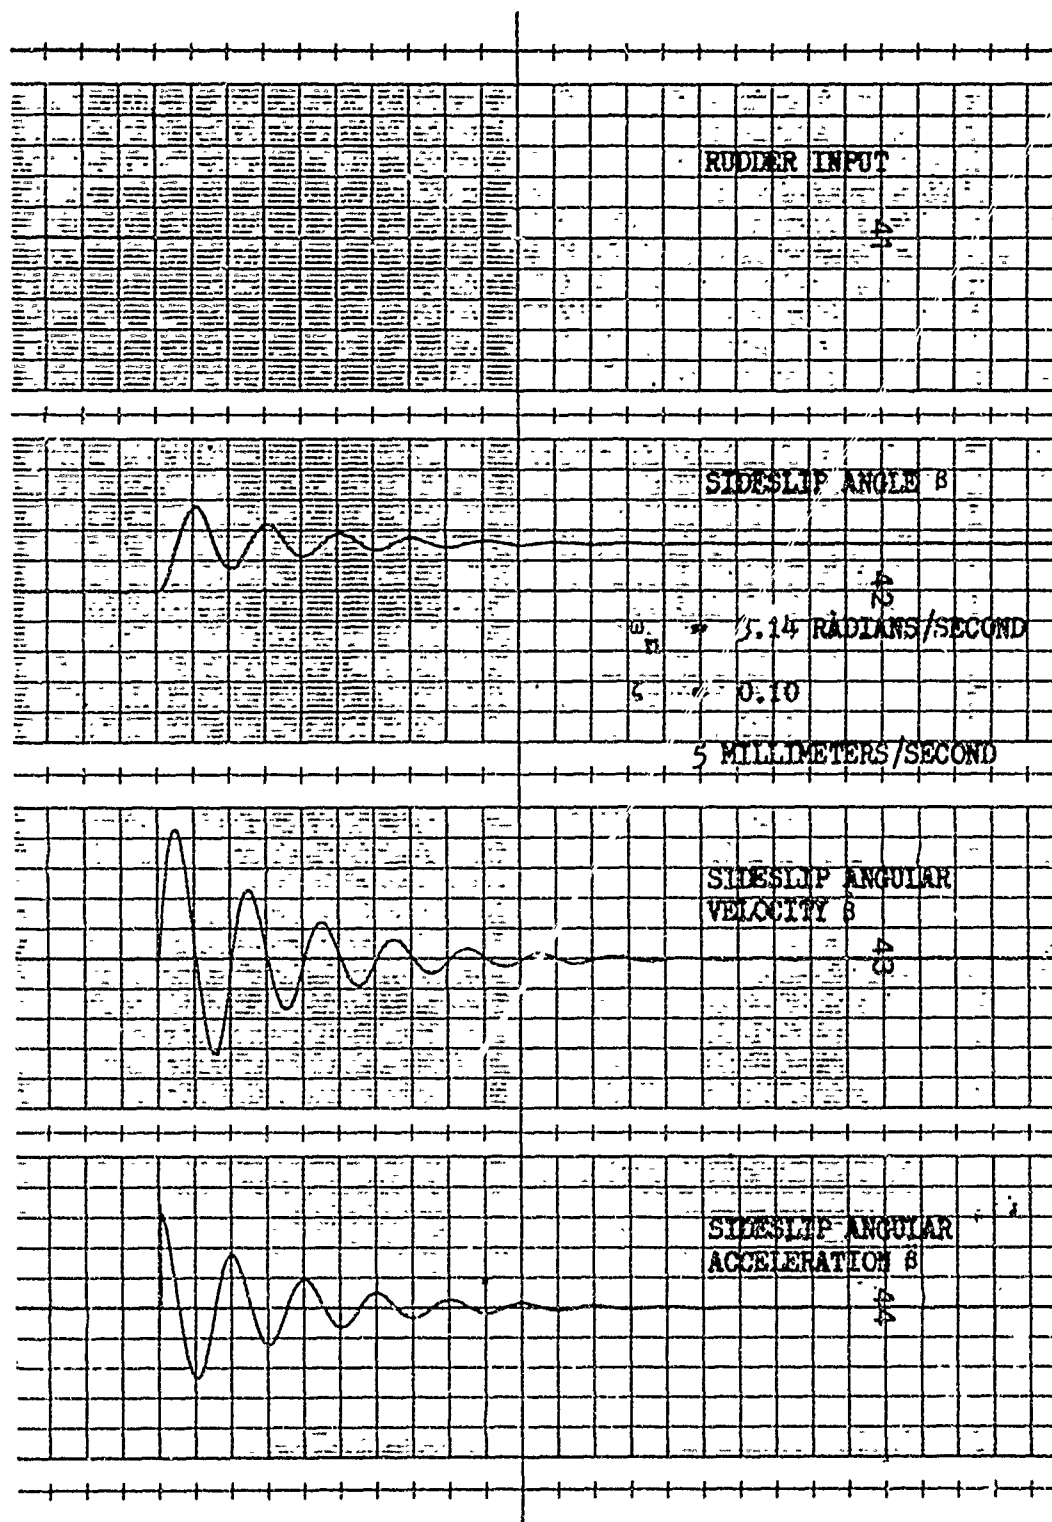 RUDDER INPUT
41
SIDESLIP ANGLE β
42
RADIANS/SECOND
ζ = 0.10
5 MILLIMETERS/SECOND
SIDESLIP ANGULAR
VELOCITY β
43
SIDESLIP ANGULAR
ACCELERATION β
44